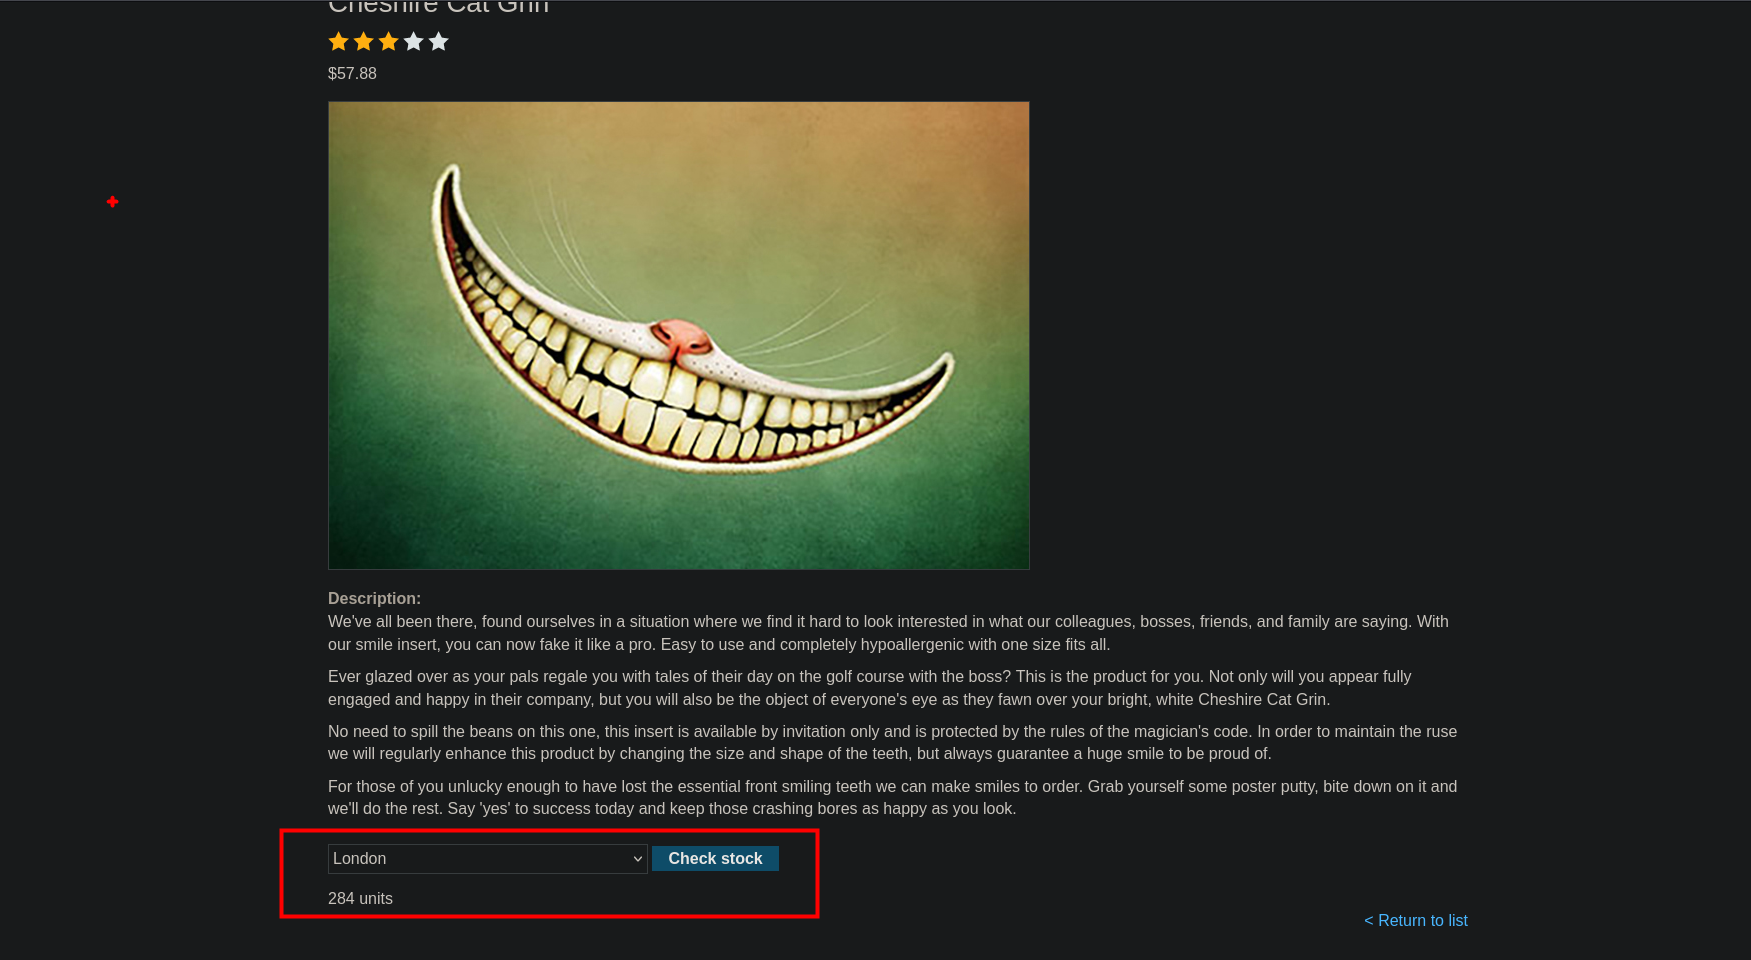 Cheshire Cat Grin
$57.88
Description:
We've all been there, found ourselves in a situation where we find it hard to look interested in what our colleagues, bosses, friends, and family are saying. With
our smile insert, you can now fake it like a pro. Easy to use and completely hypoallergenic with one size fits all.
Ever glazed over as your pals regale you with tales of their day on the golf course with the boss? This is the product for you. Not only will you appear fully
engaged and happy in their company, but you will also be the object of everyone's eye as they fawn over your bright, white Cheshire Cat Grin.
No need to spill the beans on this one, this insert is available by invitation only and is protected by the rules of the magician's code. In order to maintain the ruse
we will regularly enhance this product by changing the size and shape of the teeth, but always guarantee a huge smile to be proud of.
For those of you unlucky enough to have lost the essential front smiling teeth we can make smiles to order. Grab yourself some poster putty, bite down on it and
we'll do the rest. Say 'yes' to success today and keep those crashing bores as happy as you look.
London
Check stock
284 units
< Return to list